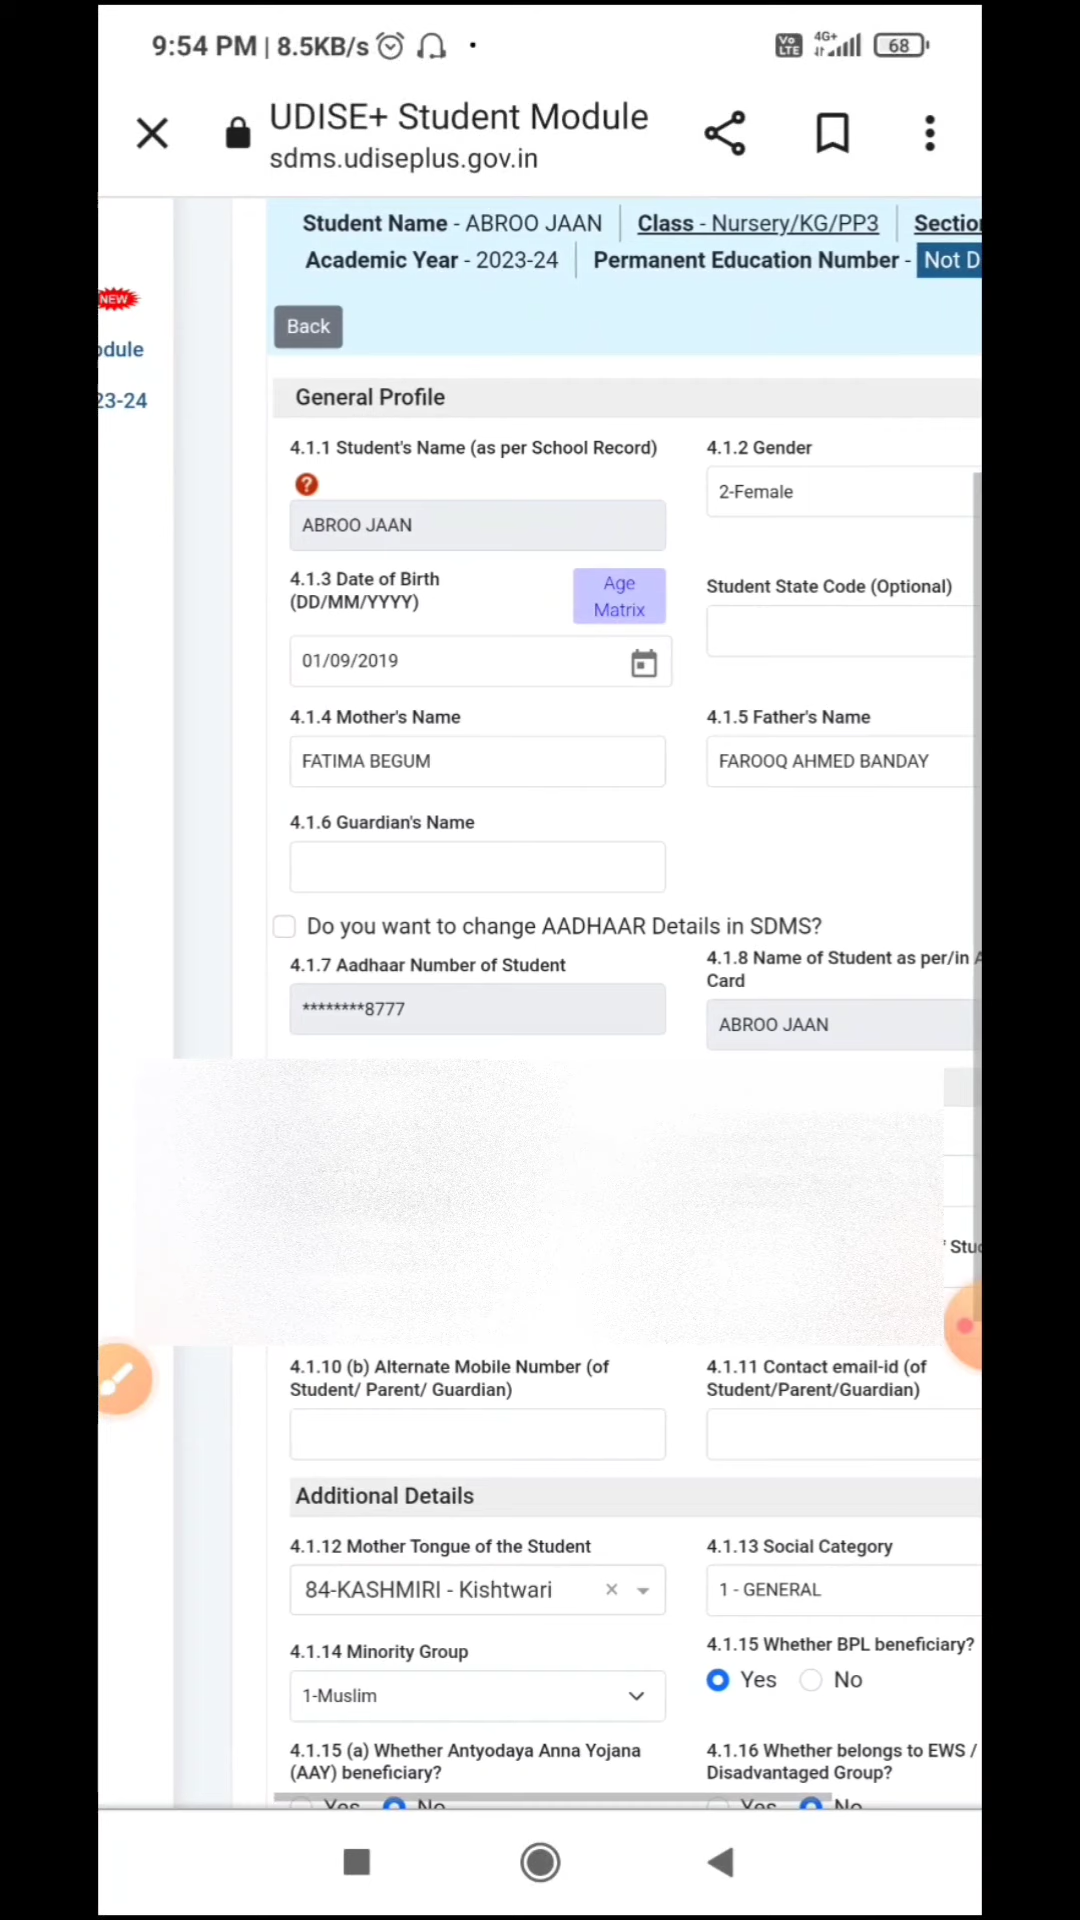 9:54 PM | 8.5KB/s
Vo LTE 4G+ 68
UDISE+ Student Module
sdms.udiseplus.gov.in
Student Name - ABROO JAAN Class - Nursery/KG/PP3
Academic Year - 2023-24 Permanent Education Number - Not
NEW
Back
23-24
General Profile
4.1.1 Student's Name (as per School Record) 4.1.2 Gender
?
2-Female
ABROO JAAN
4.1.3 Date of Birth
(DD/MM/YYYY)
Age
Matrix
Student State Code (Optional)
01/09/2019
4.1.4 Mother's Name 4.1.5 Father's Name
FATIMA BEGUM FAROOQ AHMED BANDAY
4.1.6 Guardian's Name
Do you want to change AADHAAR Details in SDMS?
4.1.7 Aadhaar Number of Student
4.1.8 Name of Student as per/in
Card
********8777
ABROO JAAN
4.1.10 (b) Alternate Mobile Number (of
Student/ Parent/ Guardian)
4.1.11 Contact email-id (of
Student/Parent/Guardian)
Additional Details
4.1.12 Mother Tongue of the Student 4.1.13 Social Category
84-KASHMIRI - Kishtwari × 1 - GENERAL
4.1.14 Minority Group 4.1.15 Whether BPL beneficiary?
Yes No
1-Muslim
4.1.15 (a) Whether Antyodaya Anna Yojana
(AAY) beneficiary?
4.1.16 Whether belongs to EWS /
Disadvantaged Group?
Yes No Yes No